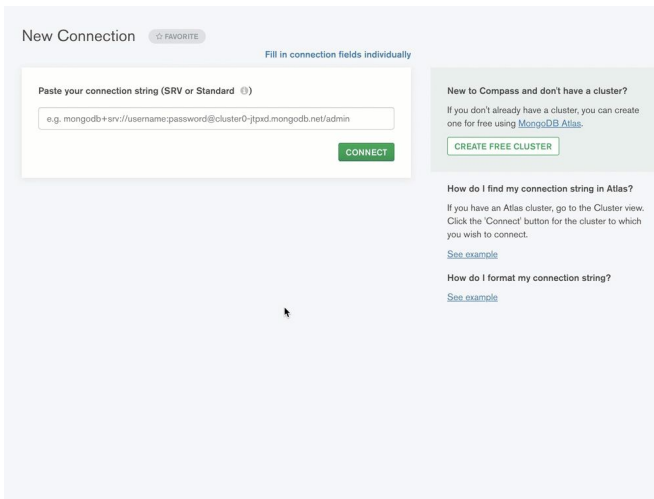 New Connection
☆ FAVORITE
Fill in connection fields individually
Paste your connection string (SRV or Standard ⓘ)
e.g. mongodb+srv://username:password@cluster0-jtpxd.mongodb.net/admin
CONNECT
New to Compass and don't have a cluster?
If you don't already have a cluster, you can create
one for free using MongoDB Atlas.
CREATE FREE CLUSTER
How do I find my connection string in Atlas?
If you have an Atlas cluster, go to the Cluster view.
Click the 'Connect' button for the cluster to which
you wish to connect.
See example
How do I format my connection string?
See example